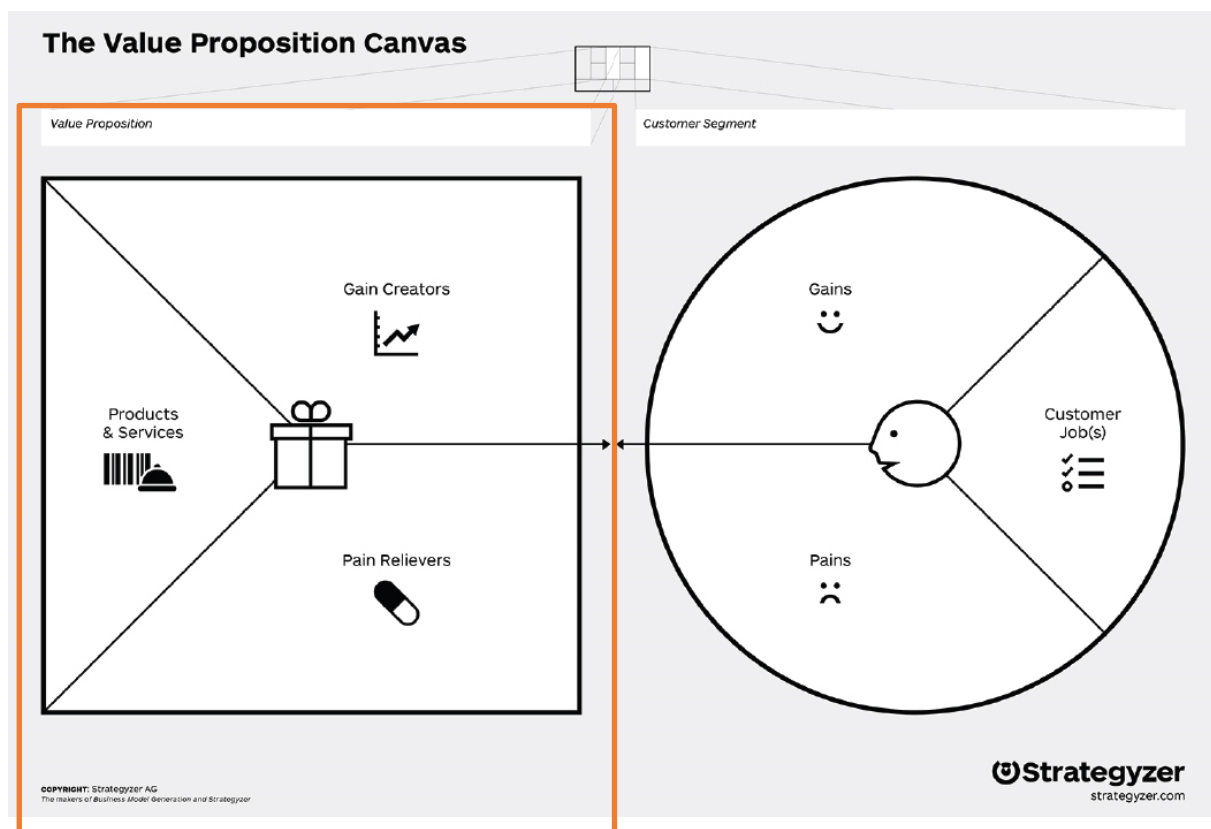 The Value Proposition Canvas
Value Proposition
Customer Segment
Gain Creators
Gains
Products
& Services
Customer
Job(s)
Pain Relievers
Pains
COPYRIGHT: Strategyzer AG
The makers of Business Model Generation and Strategyzer
Strategyzer
strategyzer.com